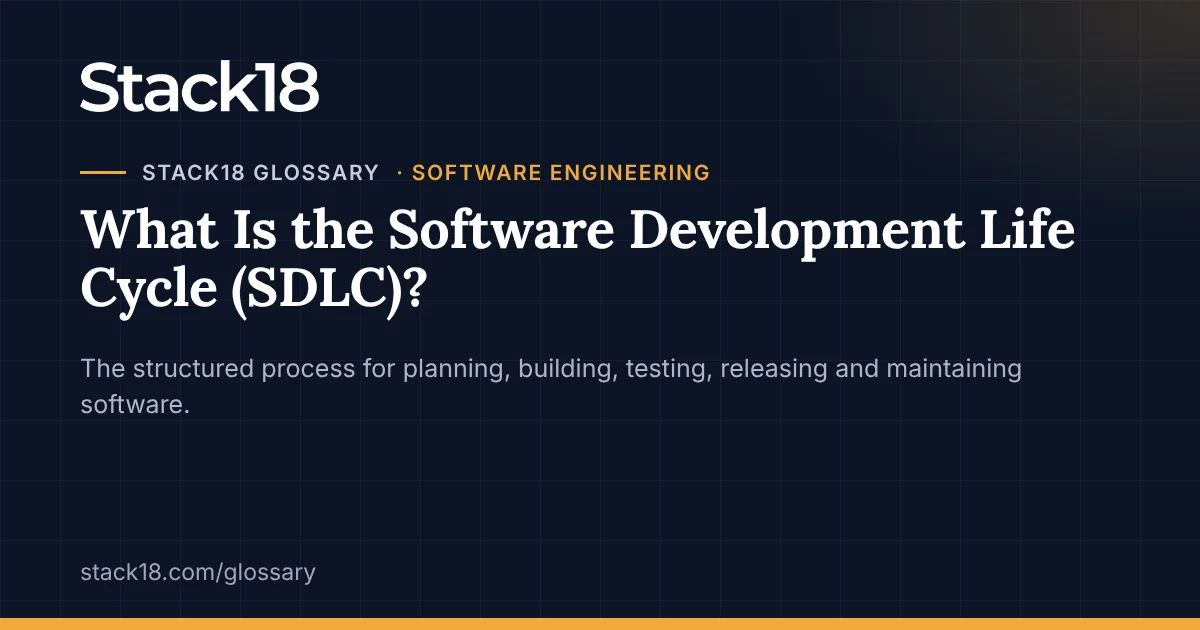 Stack18
STACK18 GLOSSARY · SOFTWARE ENGINEERING
What Is the Software Development Life
Cycle (SDLC)?
The structured process for planning, building, testing, releasing and maintaining
software.
stack18.com/glossary